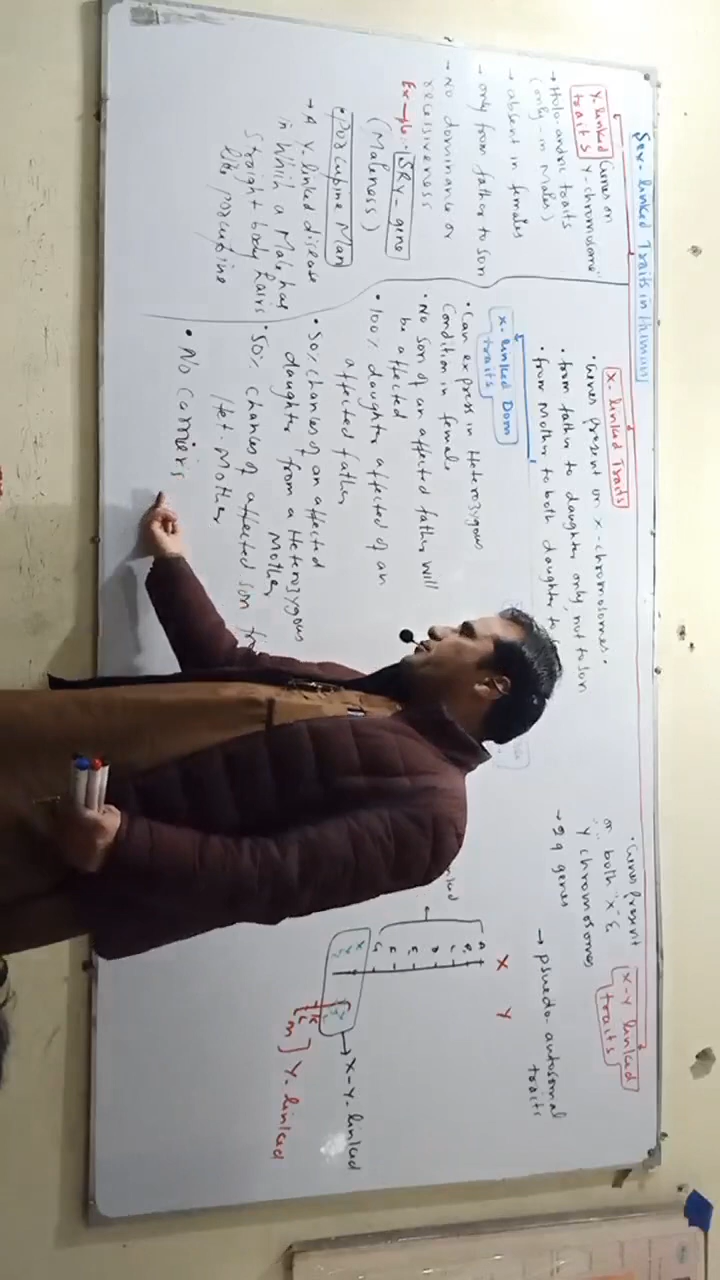 Sex-linked Traits in Humans
Y-linked traits
Genes on Y-chromosome
→ Holo-andric traits
(only-in Males)
→ absent in females
→ only from father to son
→ No dominance or
recessiveness
SRY-gene
(Maleness)
Porcupine Man
→ A Y-linked disease
in which a Male has
straight body hairs
like porcupine
X-linked Traits
• Genes present on X-chromosomes.
• from father to daughter only, not to son
• from Mother to both daughter to
X-linked Dom
traits
• Can express in Heterozygous
Condition in female
• No son of an affected father will
be affected
• 100% daughter affected of an
affected father
• 50% chances of an affected
daughter from a Heterozygous
Mother
• 50% chances of affected son
Het-Mother
• No Carriers
X-Y linked
traits
• Genes present
on both X &
Y chromosomes
→ 29 genes
→ psuedo-autosomal
traits
X Y
→ X-Y-linked
Y-linked